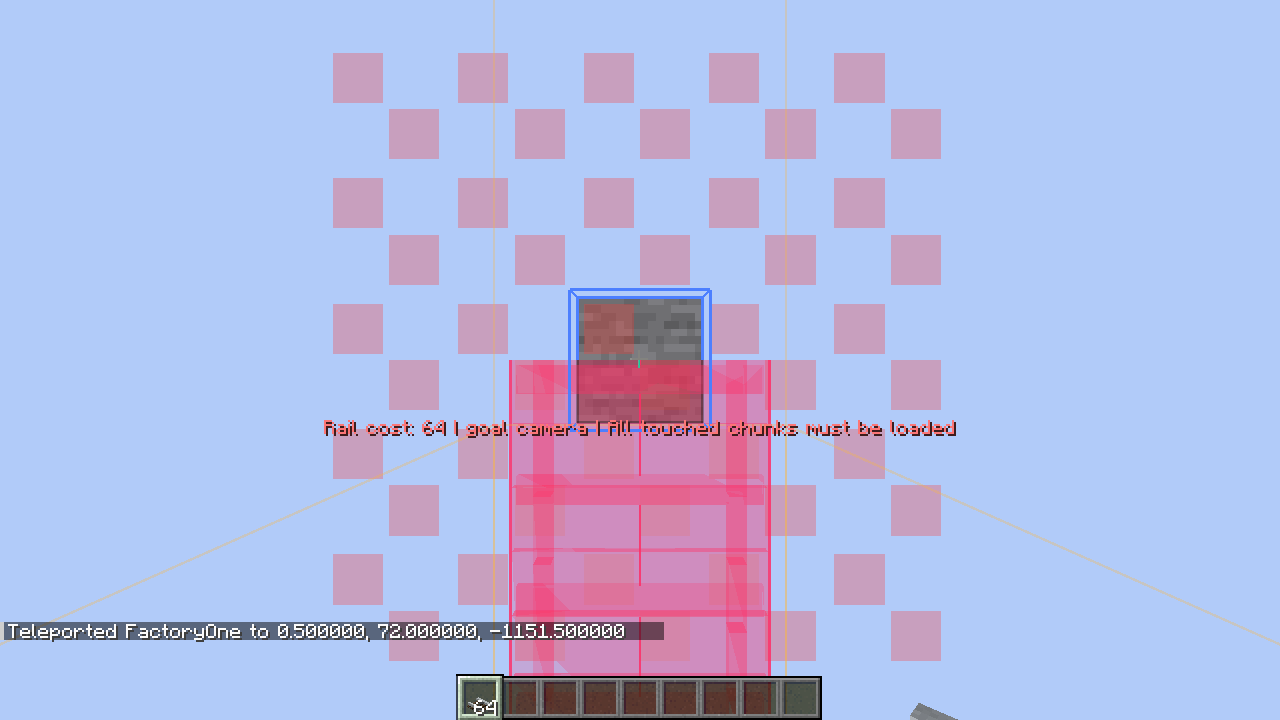 Rail cost: 64 | goal camera | All touched chunks must be loaded
Teleported FactoryOne to 0.500000, 72.000000, -1151.500000
64